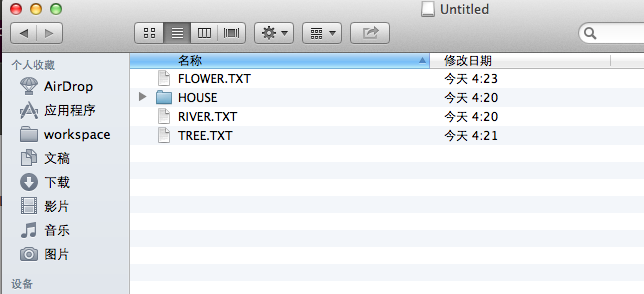 Untitled
个人收藏
AirDrop
应用程序
workspace
文稿
下载
影片
音乐
图片
设备
名称 修改日期
FLOWER.TXT 今天 4:23
HOUSE 今天 4:20
RIVER.TXT 今天 4:20
TREE.TXT 今天 4:21